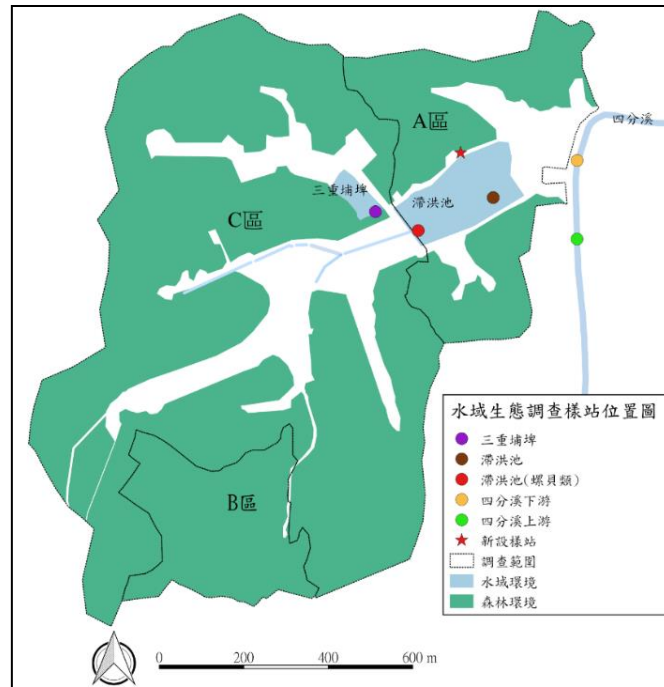 A區
四分溪
三重埔埤
滯洪池
C區
B區
水域生態調查樣站位置圖
三重埔埤
滯洪池
滯洪池(螺貝類)
四分溪下游
四分溪上游
新設樣站
調查範圍
水域環境
森林環境
0 200 400 600 m